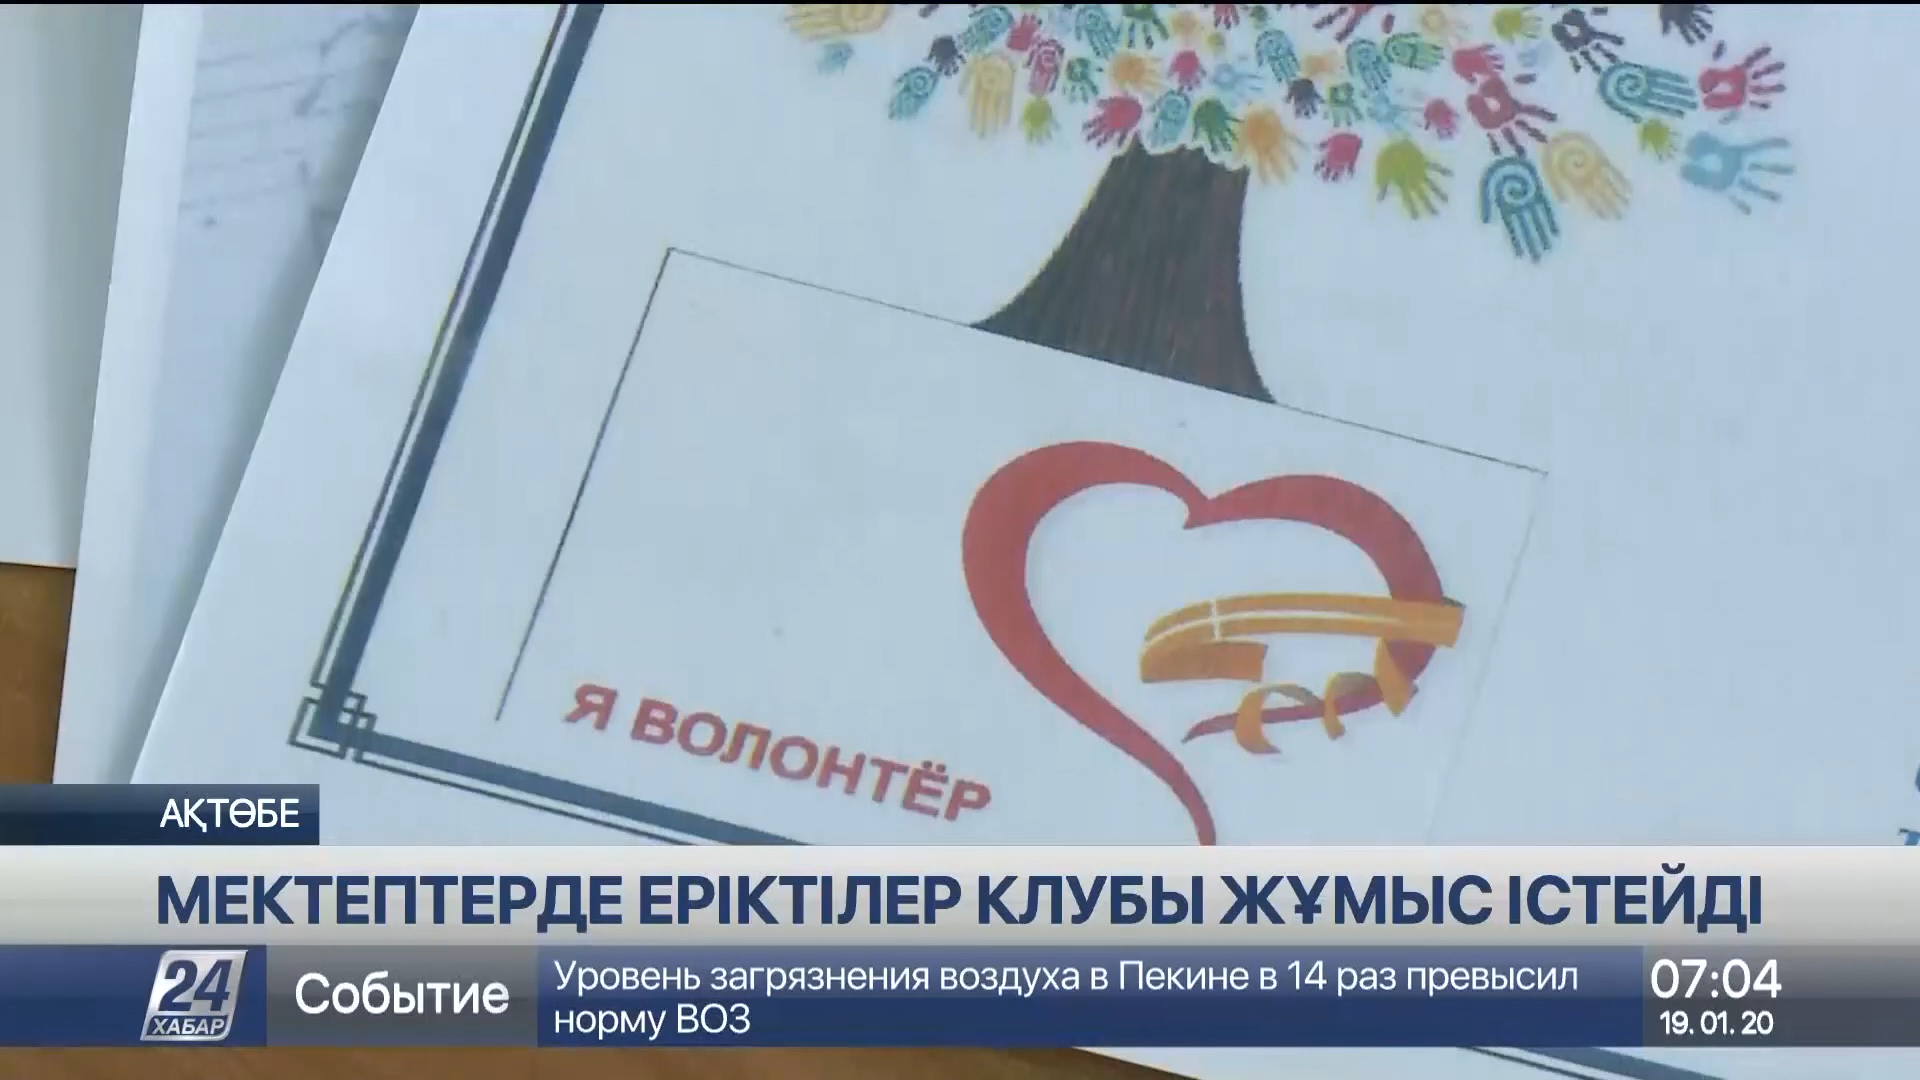 Я ВОЛОНТЁР
АҚТӨБЕ
МЕКТЕПТЕРДЕ ЕРІКТІЛЕР КЛУБЫ ЖҰМЫС ІСТЕЙДІ
24
ХАБАР
Событие
Уровень загрязнения воздуха в Пекине в 14 раз превысил
норму ВОЗ
07:04
19.01.20